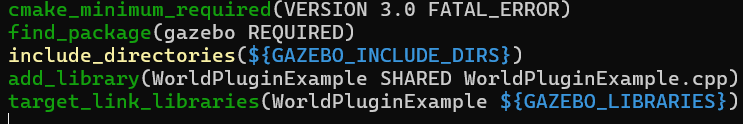 cmake_minimum_required(VERSION 3.0 FATAL_ERROR)
find_package(gazebo REQUIRED)
include_directories(${GAZEBO_INCLUDE_DIRS})
add_library(WorldPluginExample SHARED WorldPluginExample.cpp)
target_link_libraries(WorldPluginExample ${GAZEBO_LIBRARIES})